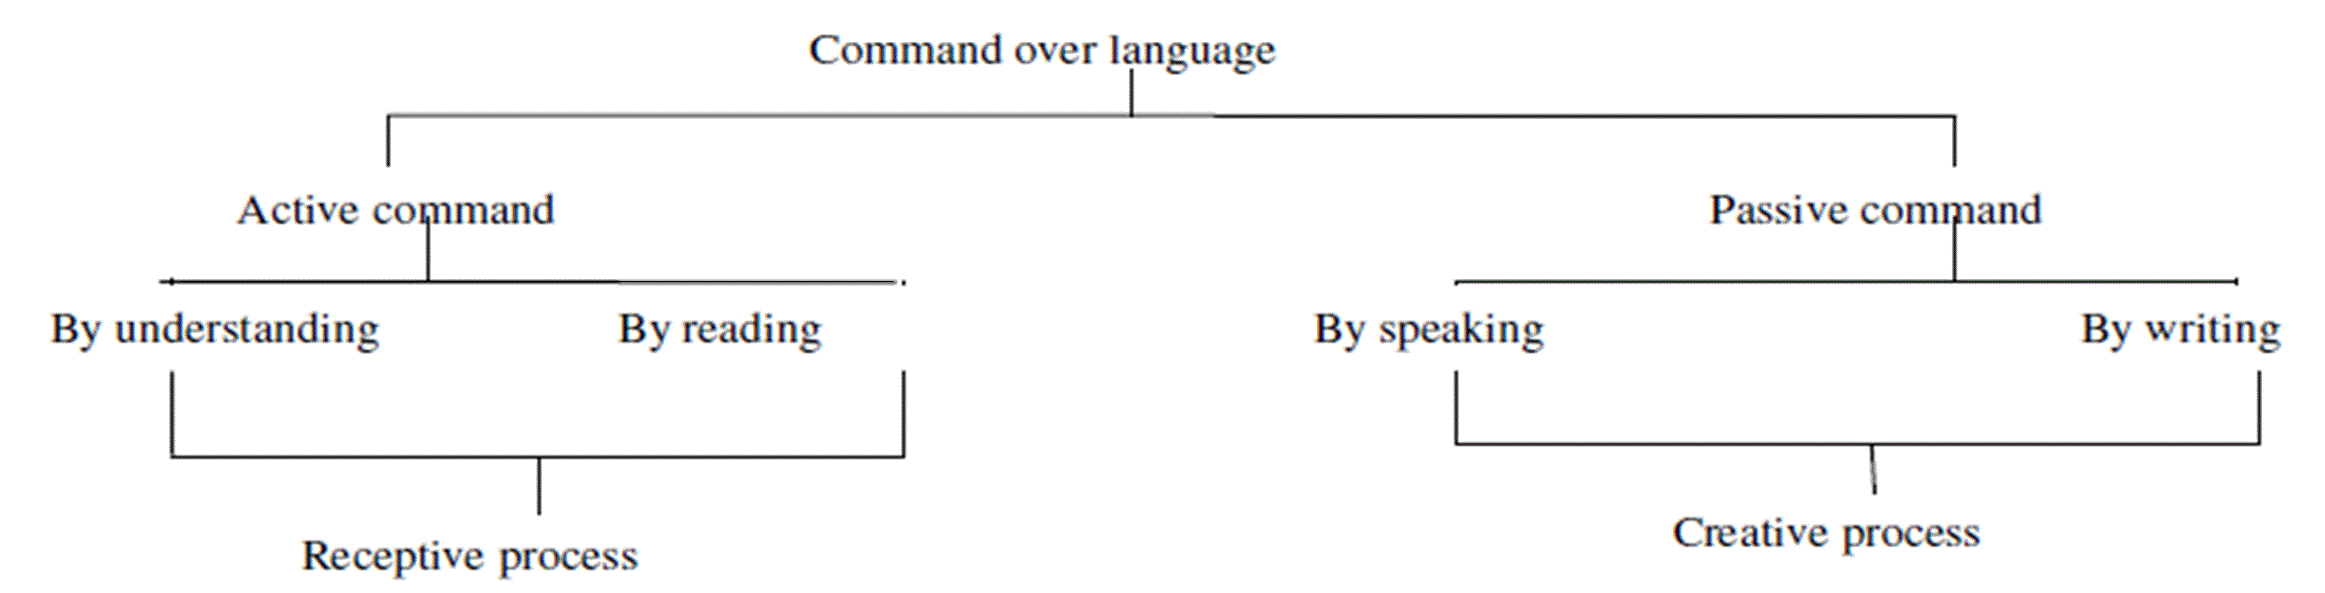 Command over language
Active command
Passive command
By understanding
By reading
By speaking
By writing
Receptive process
Creative process